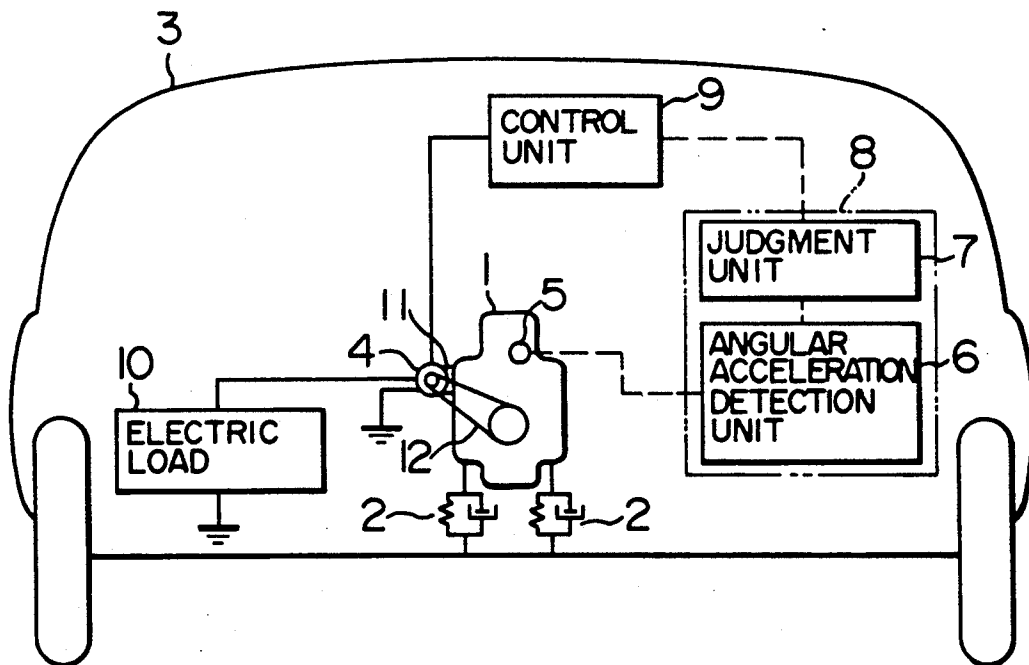 3
CONTROL
UNIT
9
8
JUDGMENT
UNIT
7
1
5
11
4
10
ANGULAR
ACCELERATION
DETECTION
UNIT
6
ELECTRIC
LOAD
12
2
2